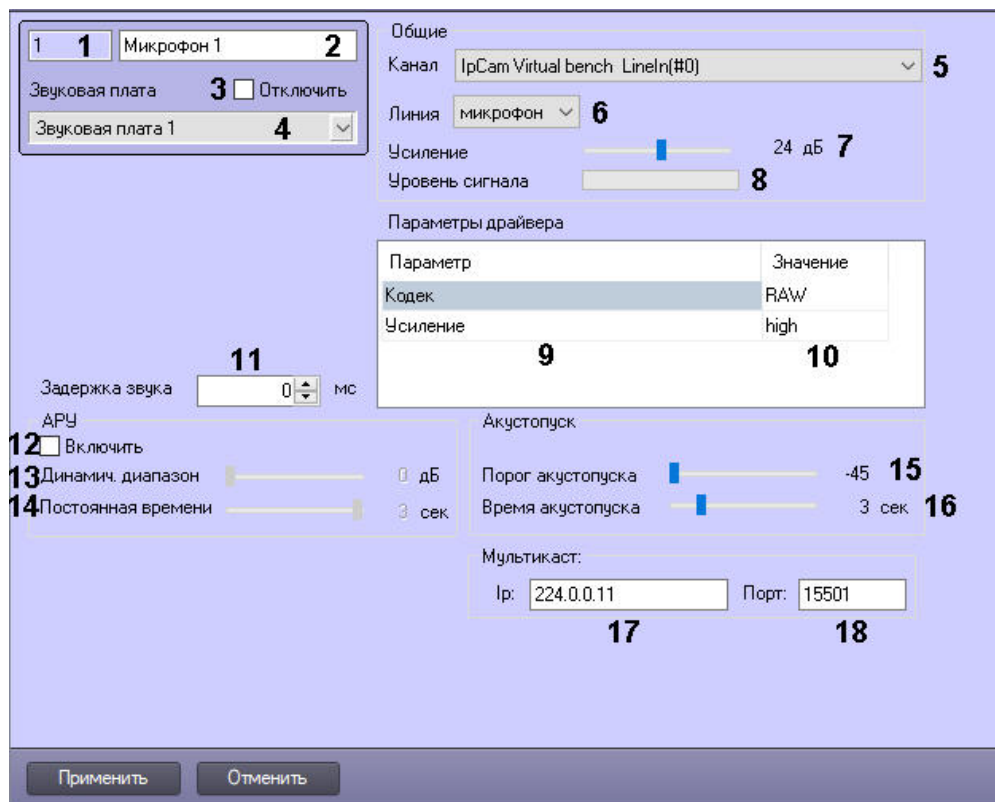 1 1 Микрофон 1 2
Звуковая плата 3 Отключить
Звуковая плата 1 4
Общие
Канал IpCam Virtual bench LineIn(#0) 5
Линия микрофон 6
Усиление 24 дБ 7
Уровень сигнала 8
Параметры драйвера
Параметр Значение
Кодек RAW
Усиление high
9 10
11
Задержка звука 0 мс
АРУ
12 Включить
13 Динамич. диапазон 0 дБ
14 Постоянная времени 3 сек
Акустопуск
Порог акустопуска -45 15
Время акустопуска 3 сек 16
Мультикаст:
Ip: 224.0.0.11 Порт: 15501
17 18
Применить Отменить